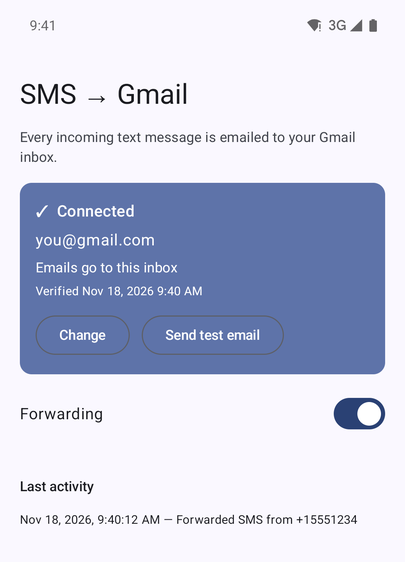 9:41
3G
SMS → Gmail
Every incoming text message is emailed to your Gmail
inbox.
✓ Connected
you@gmail.com
Emails go to this inbox
Verified Nov 18, 2026 9:40 AM
Change
Send test email
Forwarding
Last activity
Nov 18, 2026, 9:40:12 AM — Forwarded SMS from +15551234